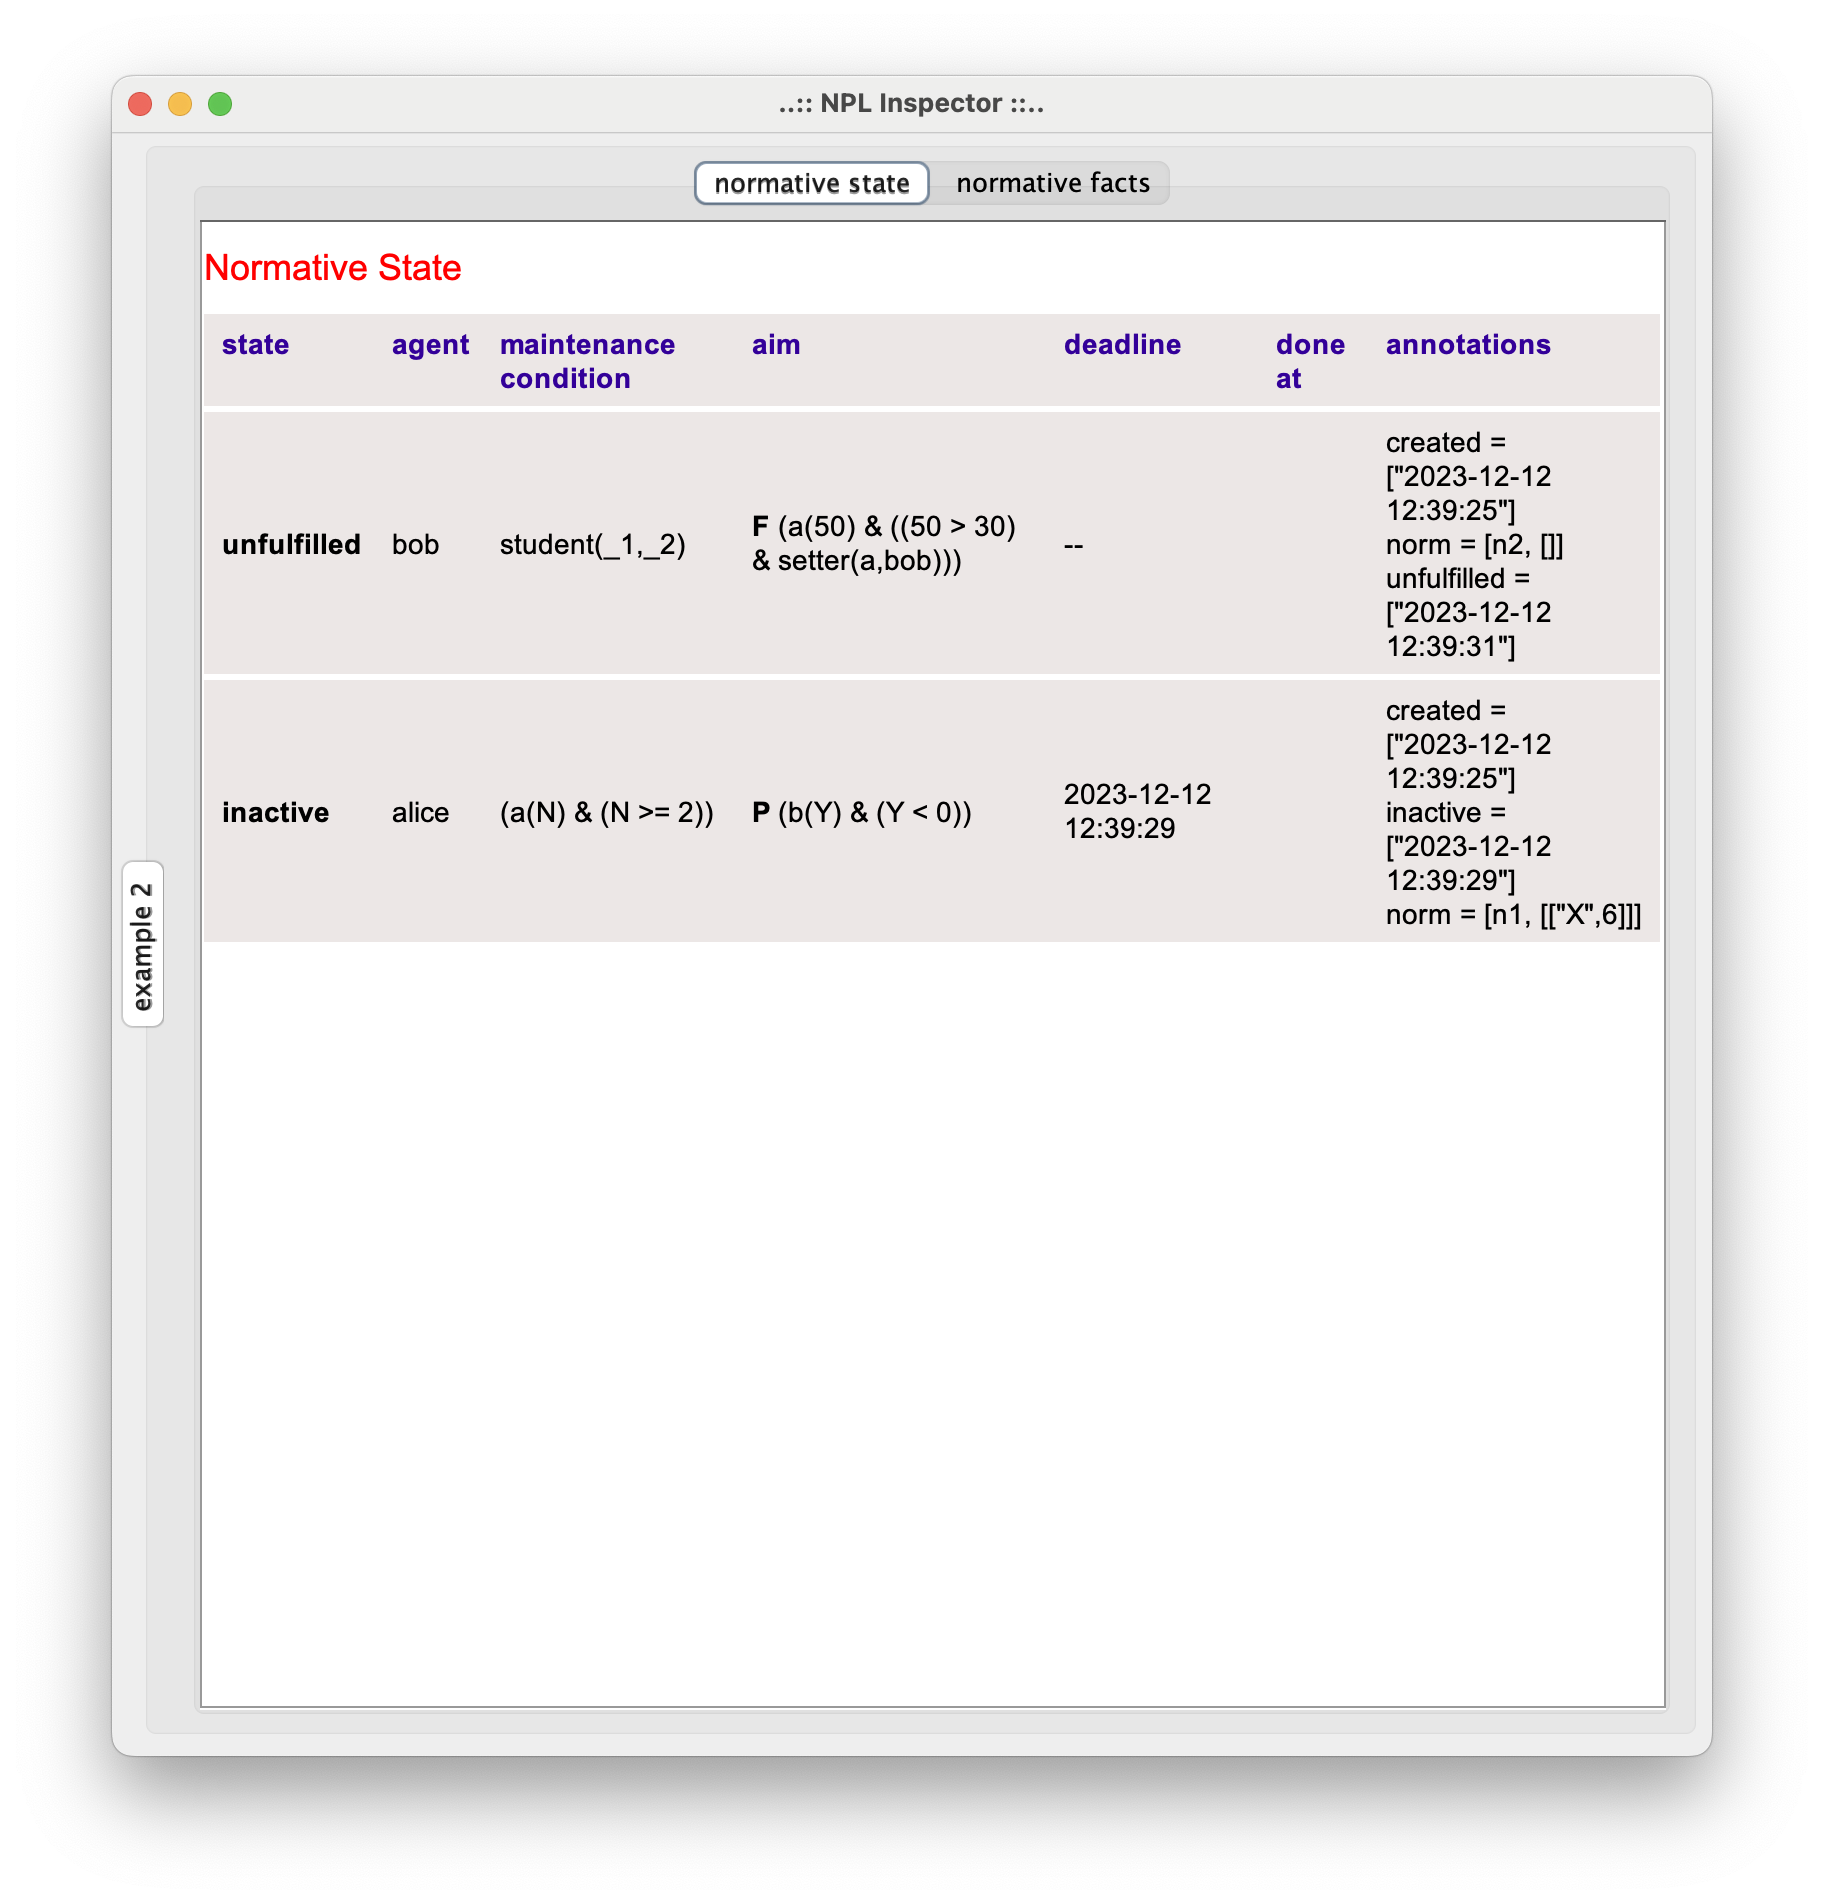 ..:: NPL Inspector ::..
normative state
normative facts
Normative State
state
agent
maintenance
condition
aim
deadline
done
at
annotations
unfulfilled
bob
student(_1,_2)
F (a(50) & ((50 > 30)
& setter(a,bob)))
--
created =
["2023-12-12
12:39:25"]
norm = [n2, []]
unfulfilled =
["2023-12-12
12:39:31"]
inactive
alice
(a(N) & (N >= 2))
P (b(Y) & (Y < 0))
2023-12-12
12:39:29
created =
["2023-12-12
12:39:25"]
inactive =
["2023-12-12
12:39:29"]
norm = [n1, [["X",6]]]
example 2